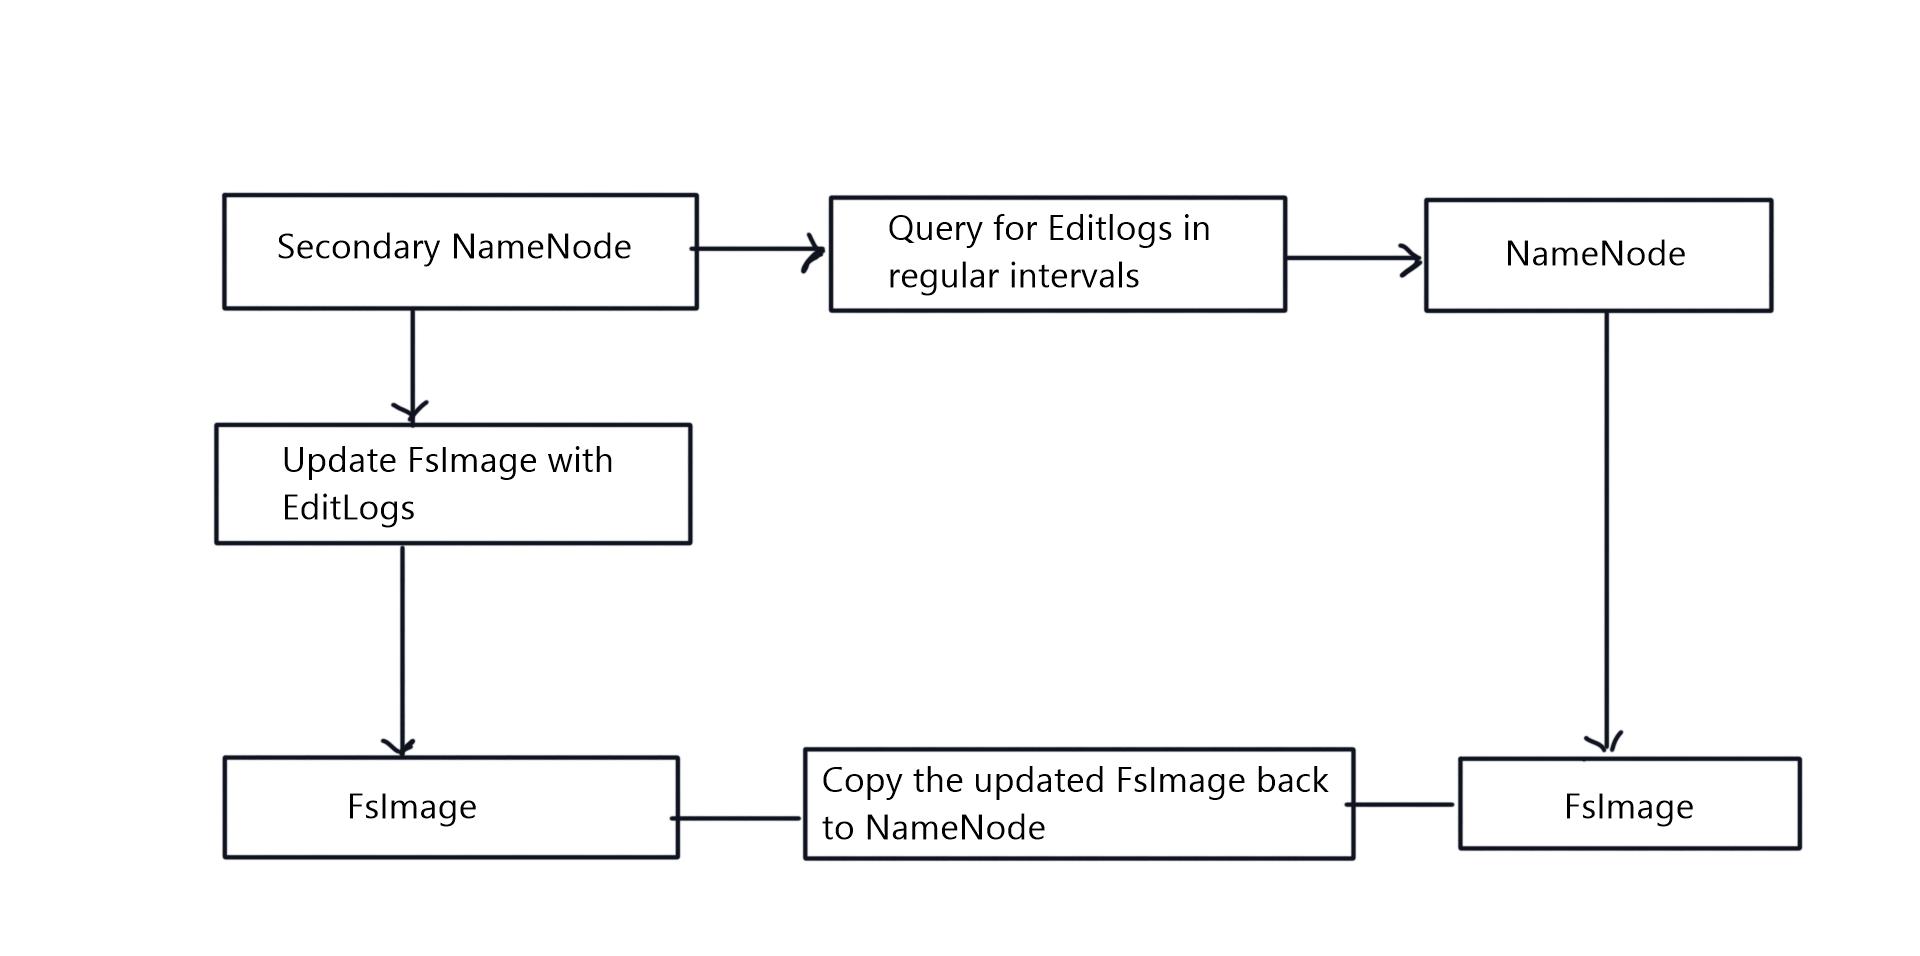 Secondary NameNode
Query for Editlogs in
regular intervals
NameNode
Update FsImage with
EditLogs
FsImage
Copy the updated FsImage back
to NameNode
FsImage